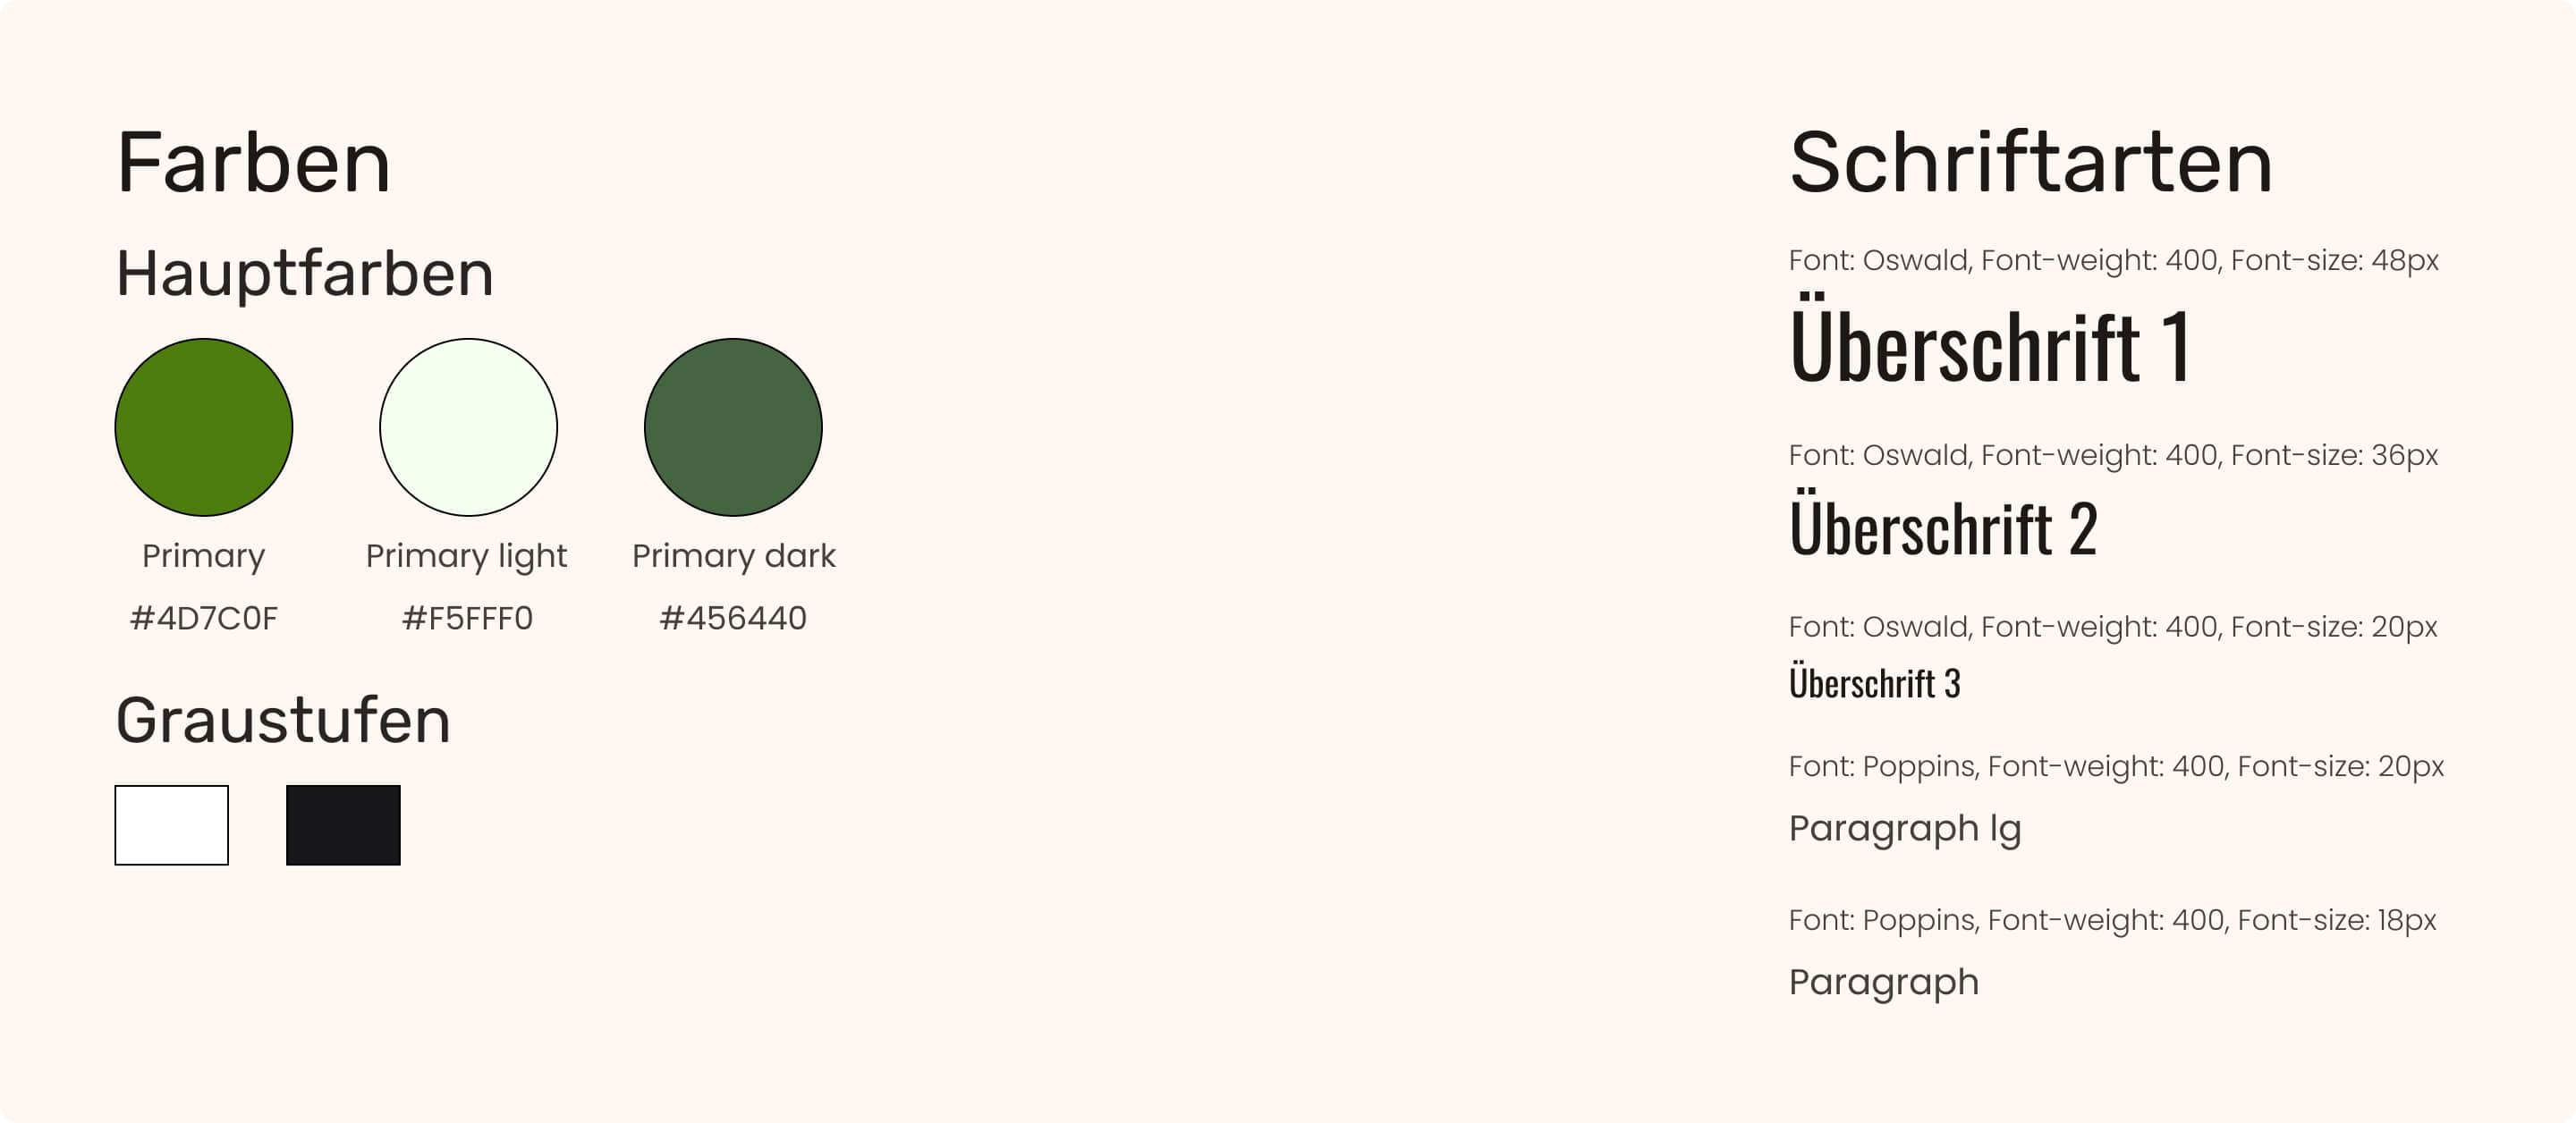 Farben
Hauptfarben
Primary
#4D7C0F
Primary light
#F5FFF0
Primary dark
#456440
Graustufen
Schriftarten
Font: Oswald, Font-weight: 400, Font-size: 48px
Überschrift 1
Font: Oswald, Font-weight: 400, Font-size: 36px
Überschrift 2
Font: Oswald, Font-weight: 400, Font-size: 20px
Überschrift 3
Font: Poppins, Font-weight: 400, Font-size: 20px
Paragraph lg
Font: Poppins, Font-weight: 400, Font-size: 18px
Paragraph